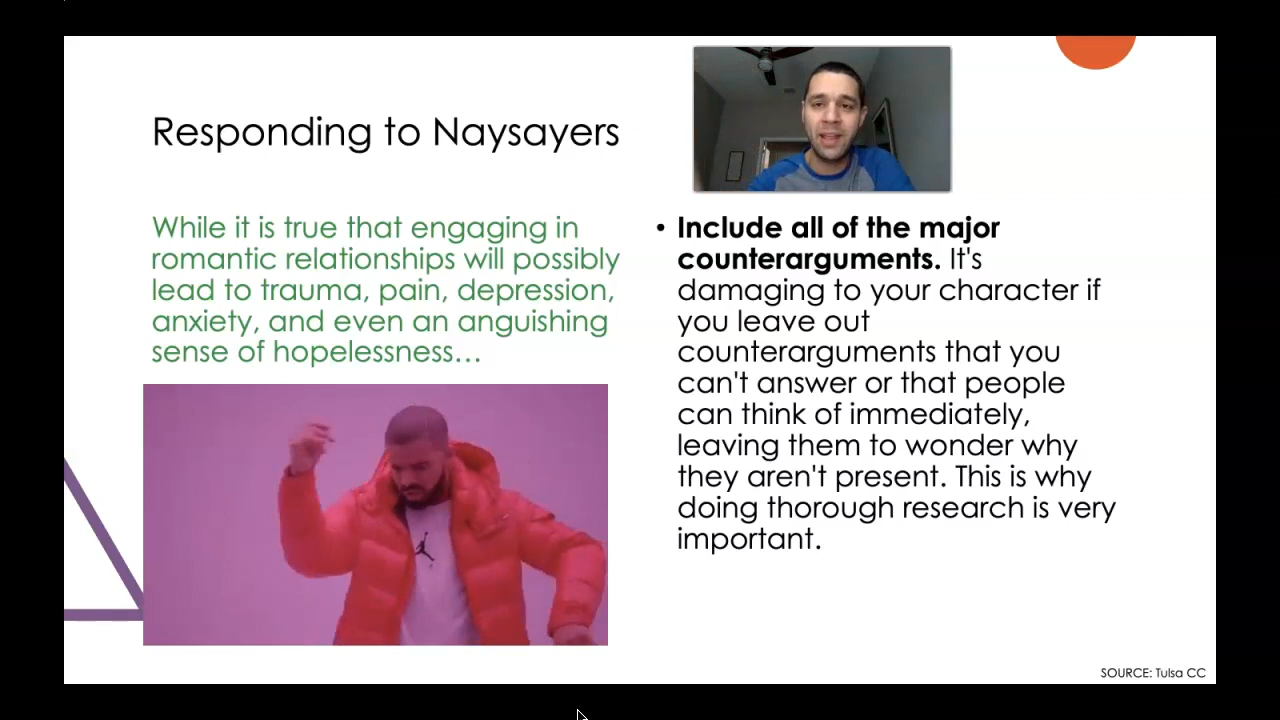 Responding to Naysayers
While it is true that engaging in
romantic relationships will possibly
lead to trauma, pain, depression,
anxiety, and even an anguishing
sense of hopelessness…
• Include all of the major
counterarguments. It's
damaging to your character if
you leave out
counterarguments that you
can't answer or that people
can think of immediately,
leaving them to wonder why
they aren't present. This is why
doing thorough research is very
important.
SOURCE: Tulsa CC